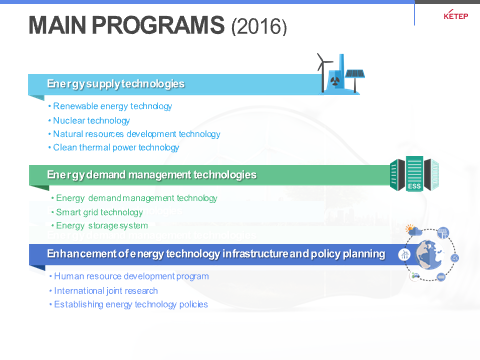 MAIN PROGRAMS (2016)
KETEP
Energy supply technologies
• Renewable energy technology
• Nuclear technology
• Natural resources development technology
• Clean thermal power technology
Energy demand management technologies
ESS
• Energy demand management technology
• Smart grid technology
• Energy storage system
Enhancement of energy technology infrastructure and policy planning
• Human resource development program
• International joint research
• Establishing energy technology policies